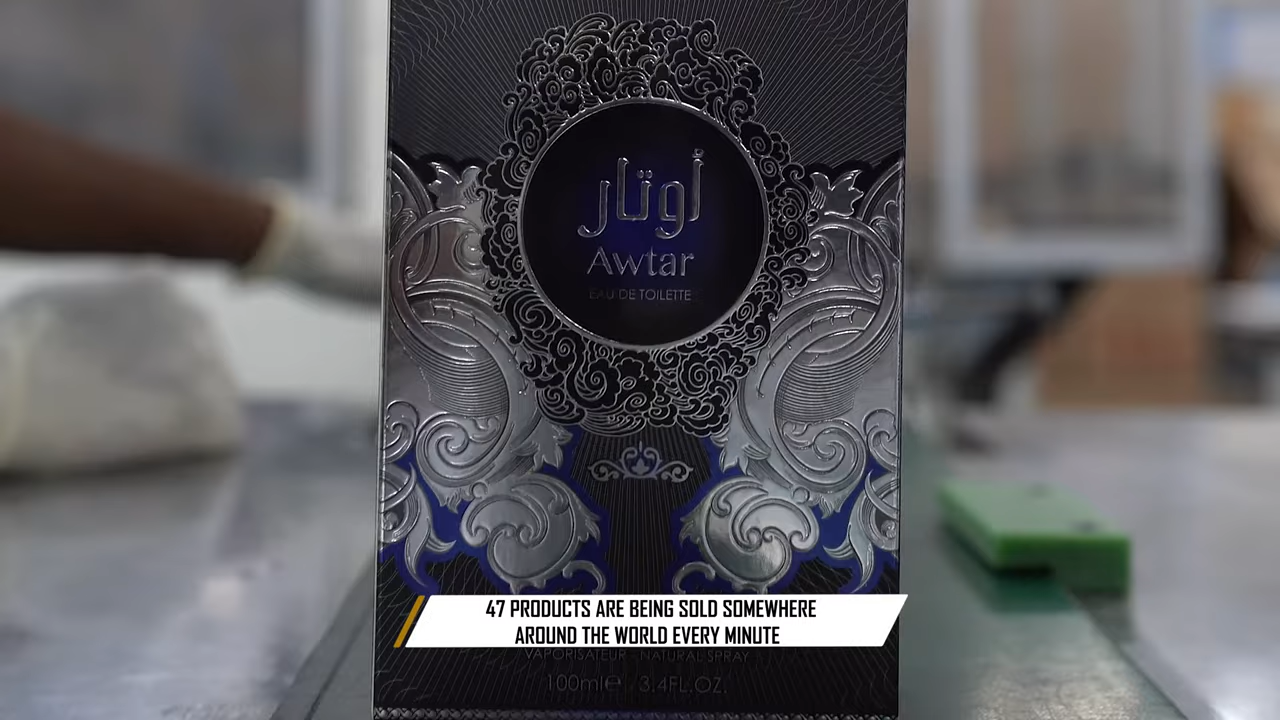 أوتار
Awtar
EAU DE TOILETTE
47 PRODUCTS ARE BEING SOLD SOMEWHERE
AROUND THE WORLD EVERY MINUTE
VAPORISATEUR - NATURAL SPRAY
100ml℮ 3.4FL.OZ.